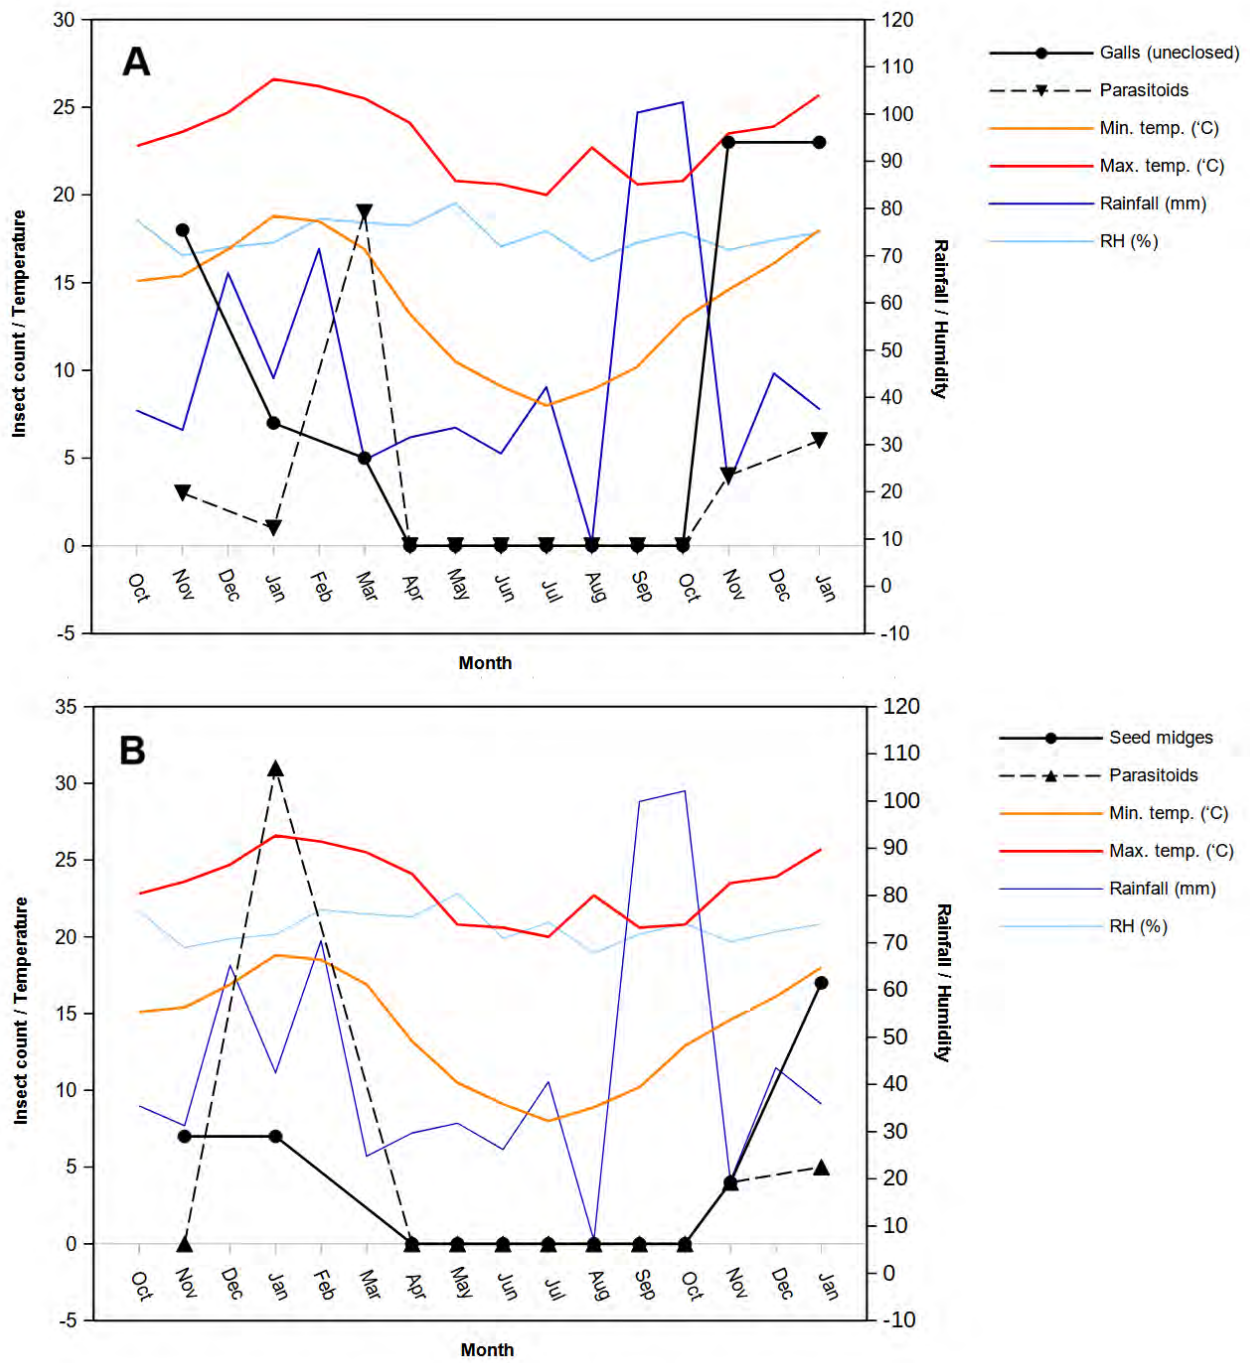 A
30
25
20
15
10
5
0
-5
Insect count / Temperature
120
110
100
90
80
70
60
50
40
30
20
10
0
-10
Rainfall / Humidity
Oct Nov Dec Jan Feb Mar Apr May Jun Jul Aug Sep Oct Nov Dec Jan
Month
Galls (uneclosed)
Parasitoids
Min. temp. (°C)
Max. temp. (°C)
Rainfall (mm)
RH (%)
B
35
30
25
20
15
10
5
0
-5
Insect count / Temperature
120
110
100
90
80
70
60
50
40
30
20
10
0
-10
Rainfall / Humidity
Oct Nov Dec Jan Feb Mar Apr May Jun Jul Aug Sep Oct Nov Dec Jan
Month
Seed midges
Parasitoids
Min. temp. (°C)
Max. temp. (°C)
Rainfall (mm)
RH (%)